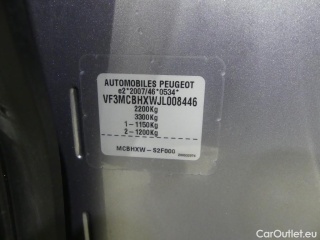 AUTOMOBILES PEUGEOT
e2*2007/46*0534*
VF3MCBHXWJL008446
2200Kg
3300Kg
1-1150Kg
2-1200Kg
MCBHXW-S2F000
CarOutlet.eu